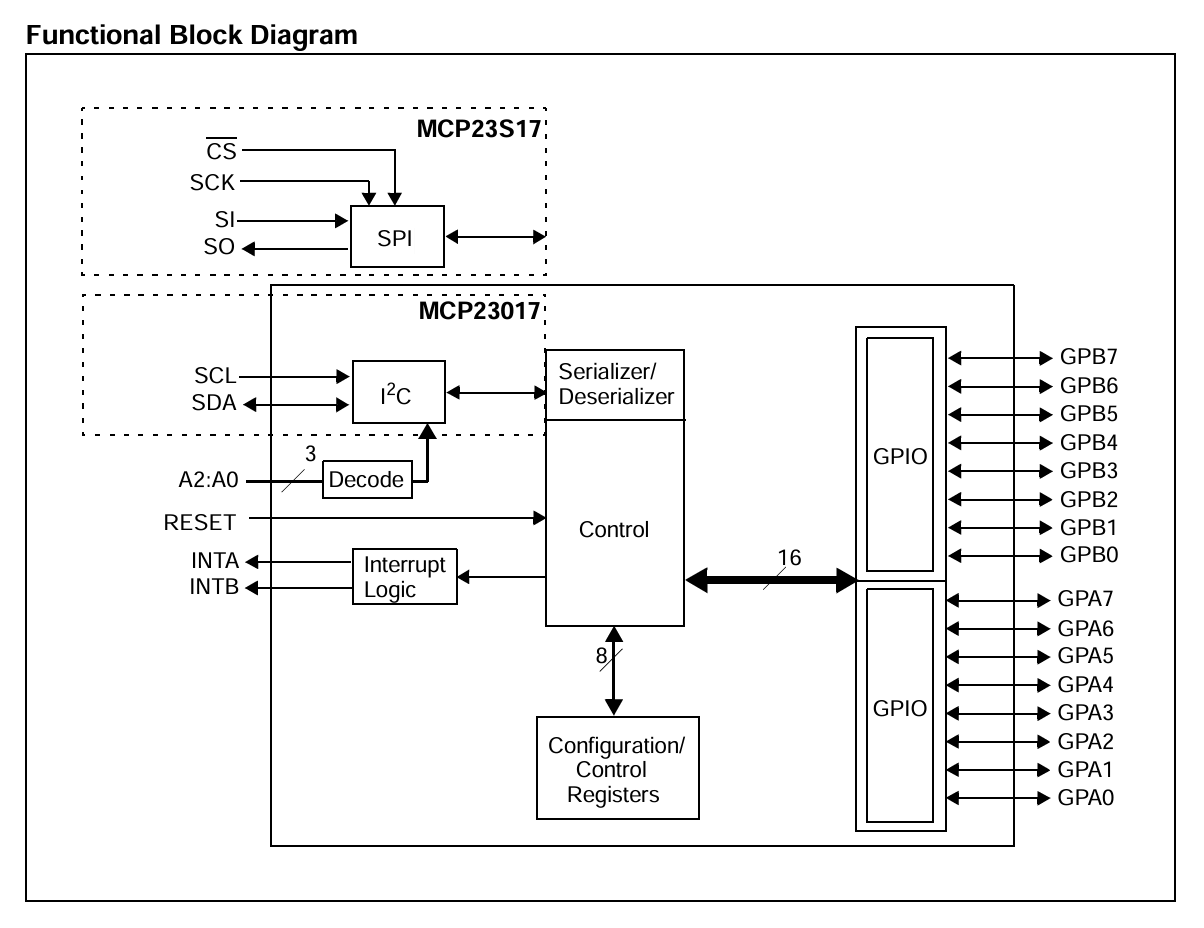 Functional Block Diagram
MCP23S17
C̅S̅
SCK
SI
SO
SPI
MCP23017
SCL
SDA
I²C
Serializer/
Deserializer
3
A2:A0
Decode
RESET
Control
INTA
INTB
Interrupt
Logic
16
8
Configuration/
Control
Registers
GPIO
GPB7
GPB6
GPB5
GPB4
GPB3
GPB2
GPB1
GPB0
GPIO
GPA7
GPA6
GPA5
GPA4
GPA3
GPA2
GPA1
GPA0